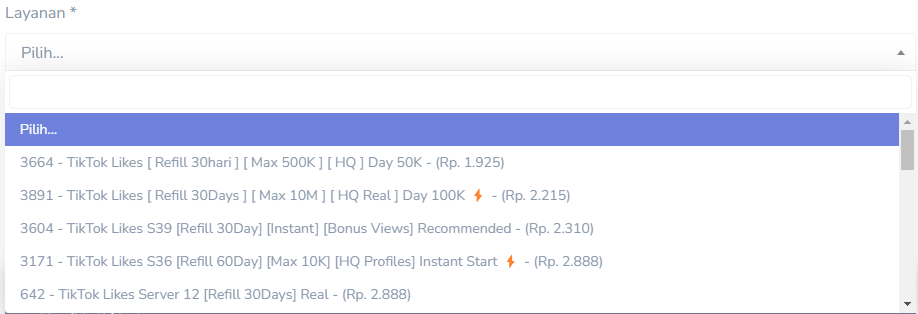 Layanan *
Pilih...
Pilih...
3664 - TikTok Likes [ Refill 30hari ] [ Max 500K ] [ HQ ] Day 50K - (Rp. 1.925)
3891 - TikTok Likes [ Refill 30Days ] [ Max 10M ] [ HQ Real ] Day 100K ⚡ - (Rp. 2.215)
3604 - TikTok Likes S39 [Refill 30Day] [Instant] [Bonus Views] Recommended - (Rp. 2.310)
3171 - TikTok Likes S36 [Refill 60Day] [Max 10K] [HQ Profiles] Instant Start ⚡ - (Rp. 2.888)
642 - TikTok Likes Server 12 [Refill 30Days] Real - (Rp. 2.888)